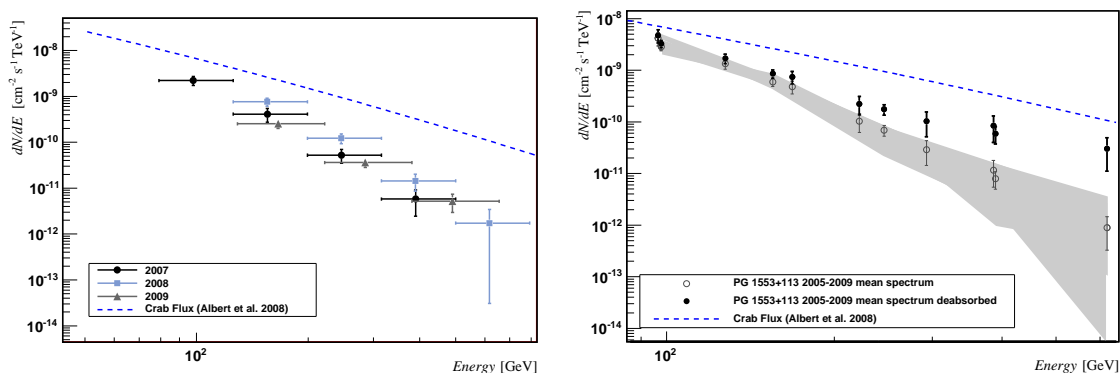 dN/dE [cm⁻² s⁻¹ TeV⁻¹]
10⁻⁸
10⁻⁹
10⁻¹⁰
10⁻¹¹
10⁻¹²
10⁻¹³
10⁻¹⁴
2007
2008
2009
Crab Flux (Albert et al. 2008)
10²
Energy [GeV]
dN/dE [cm⁻² s⁻¹ TeV⁻¹]
10⁻⁸
10⁻⁹
10⁻¹⁰
10⁻¹¹
10⁻¹²
10⁻¹³
10⁻¹⁴
PG 1553+113 2005-2009 mean spectrum
PG 1553+113 2005-2009 mean spectrum deabsorbed
Crab Flux (Albert et al. 2008)
10²
Energy [GeV]